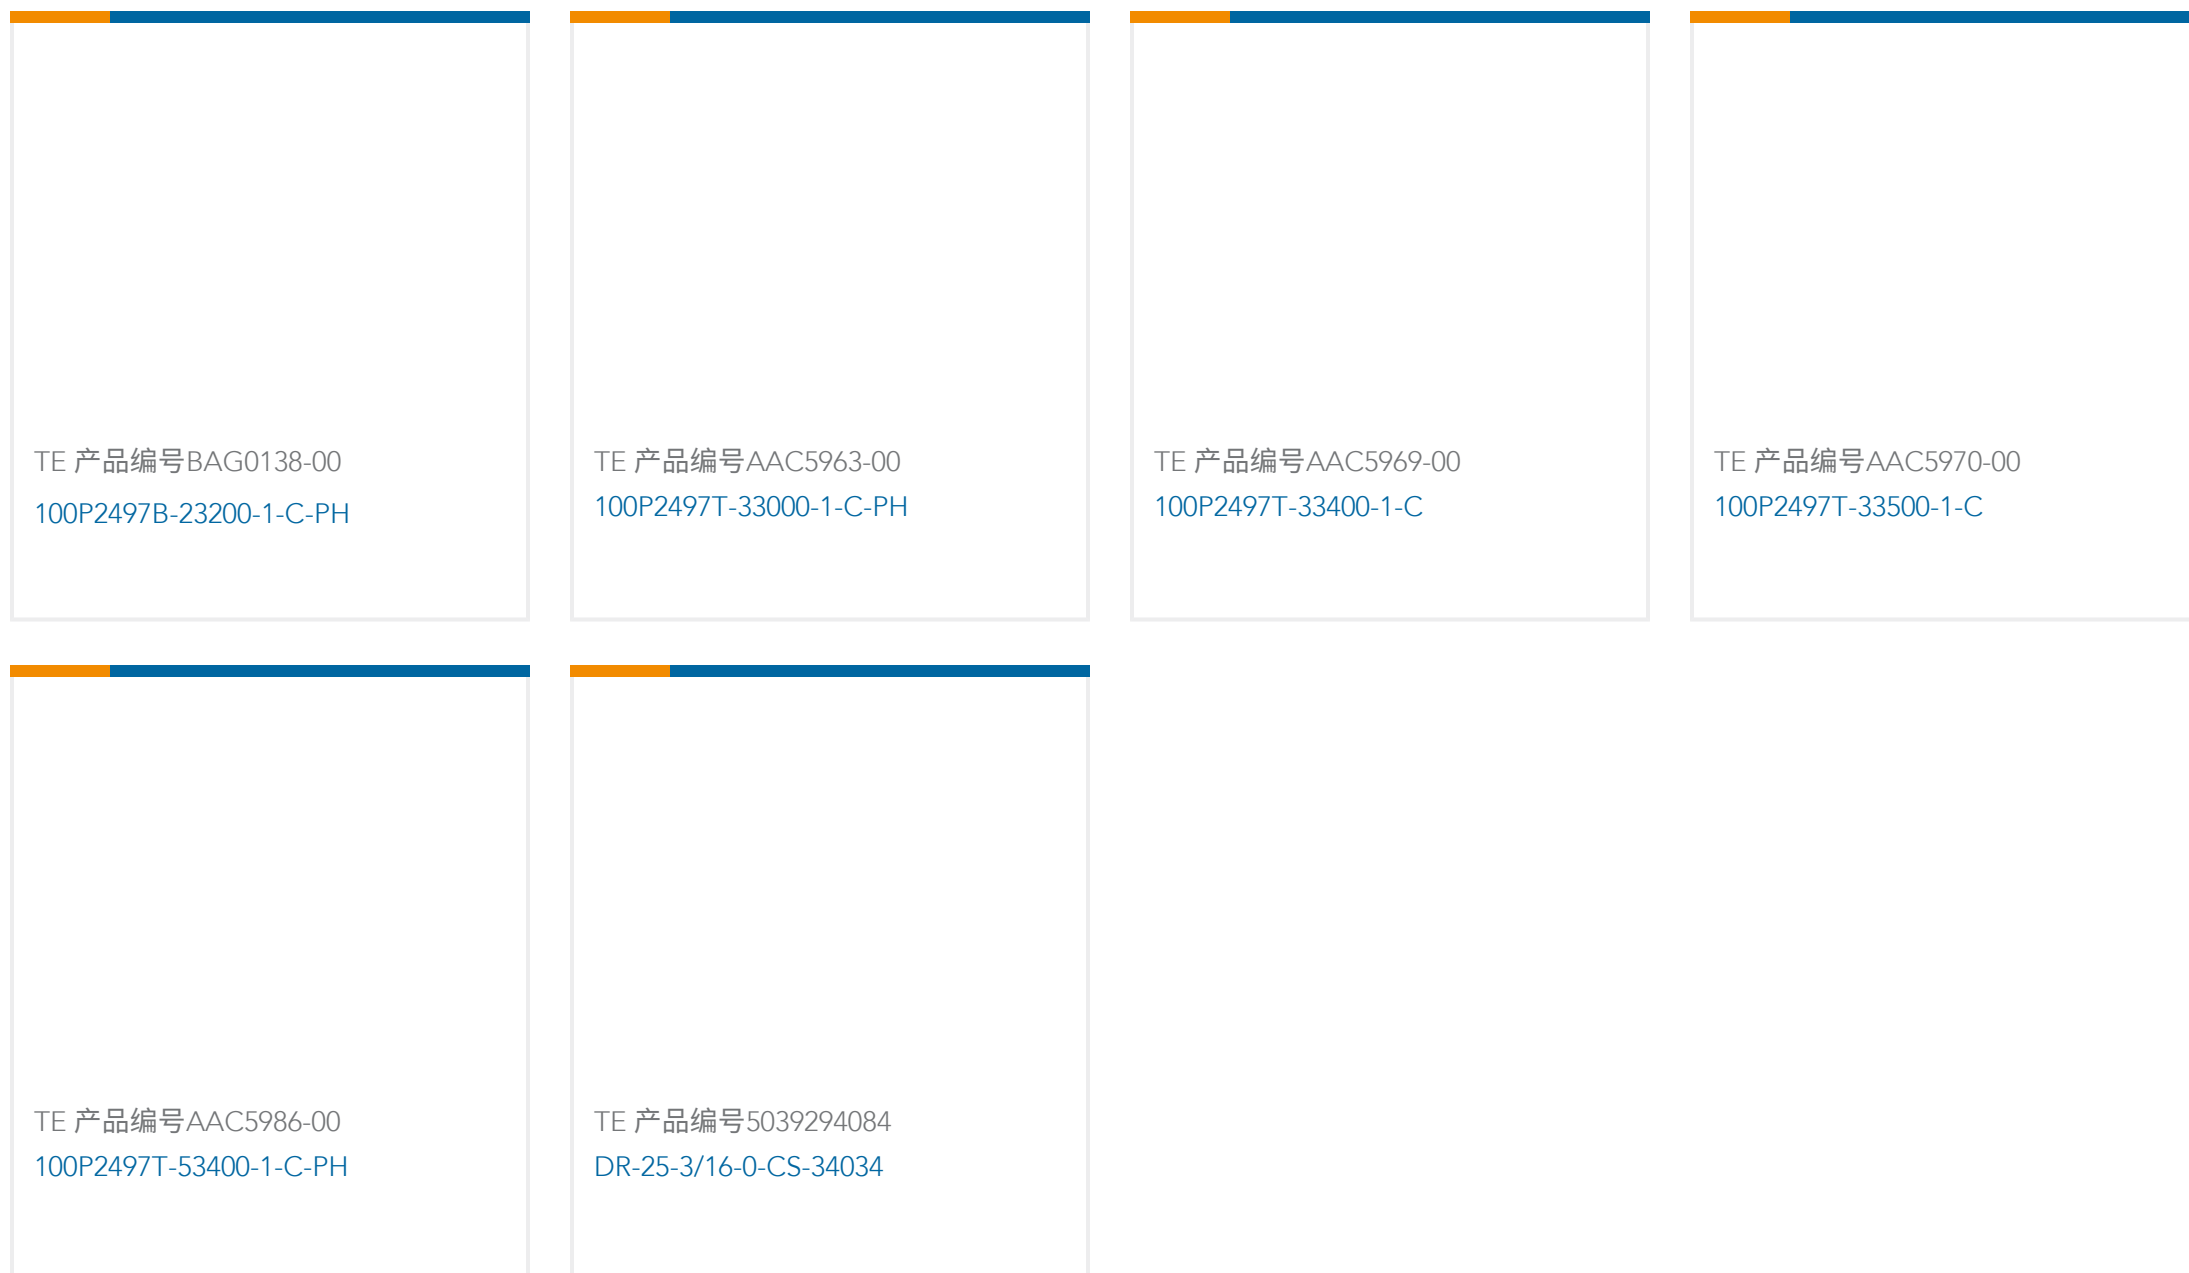 TE 产品编号BAG0138-00
100P2497B-23200-1-C-PH
TE 产品编号AAC5963-00
100P2497T-33000-1-C-PH
TE 产品编号AAC5969-00
100P2497T-33400-1-C
TE 产品编号AAC5970-00
100P2497T-33500-1-C
TE 产品编号AAC5986-00
100P2497T-53400-1-C-PH
TE 产品编号5039294084
DR-25-3/16-0-CS-34034